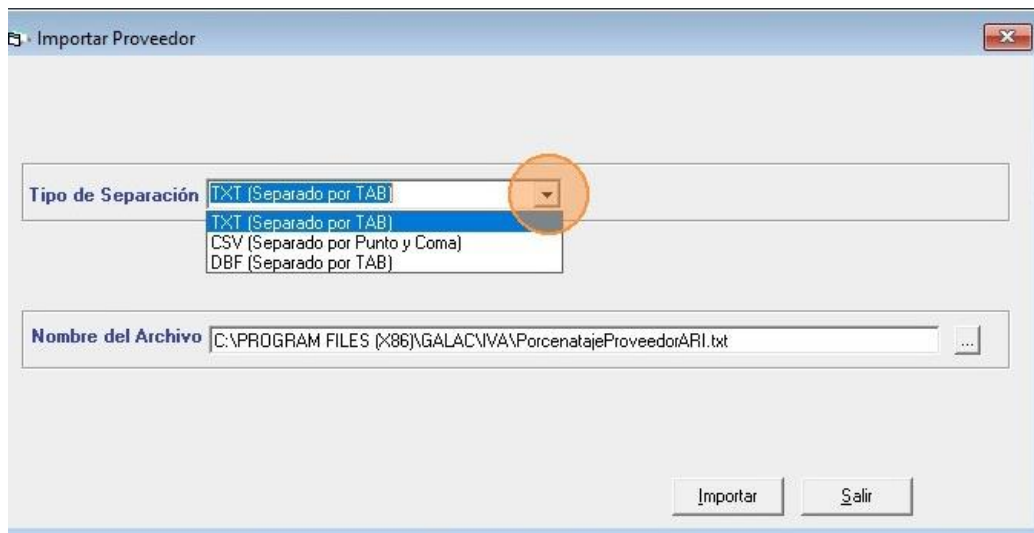 Importar Proveedor
Tipo de Separación TXT (Separado por TAB)
TXT (Separado por TAB)
CSV (Separado por Punto y Coma)
DBF (Separado por TAB)
Nombre del Archivo C:\PROGRAM FILES (X86)\GALAC\IVA\PorcenatajeProveedorARI.txt ...
Importar Salir